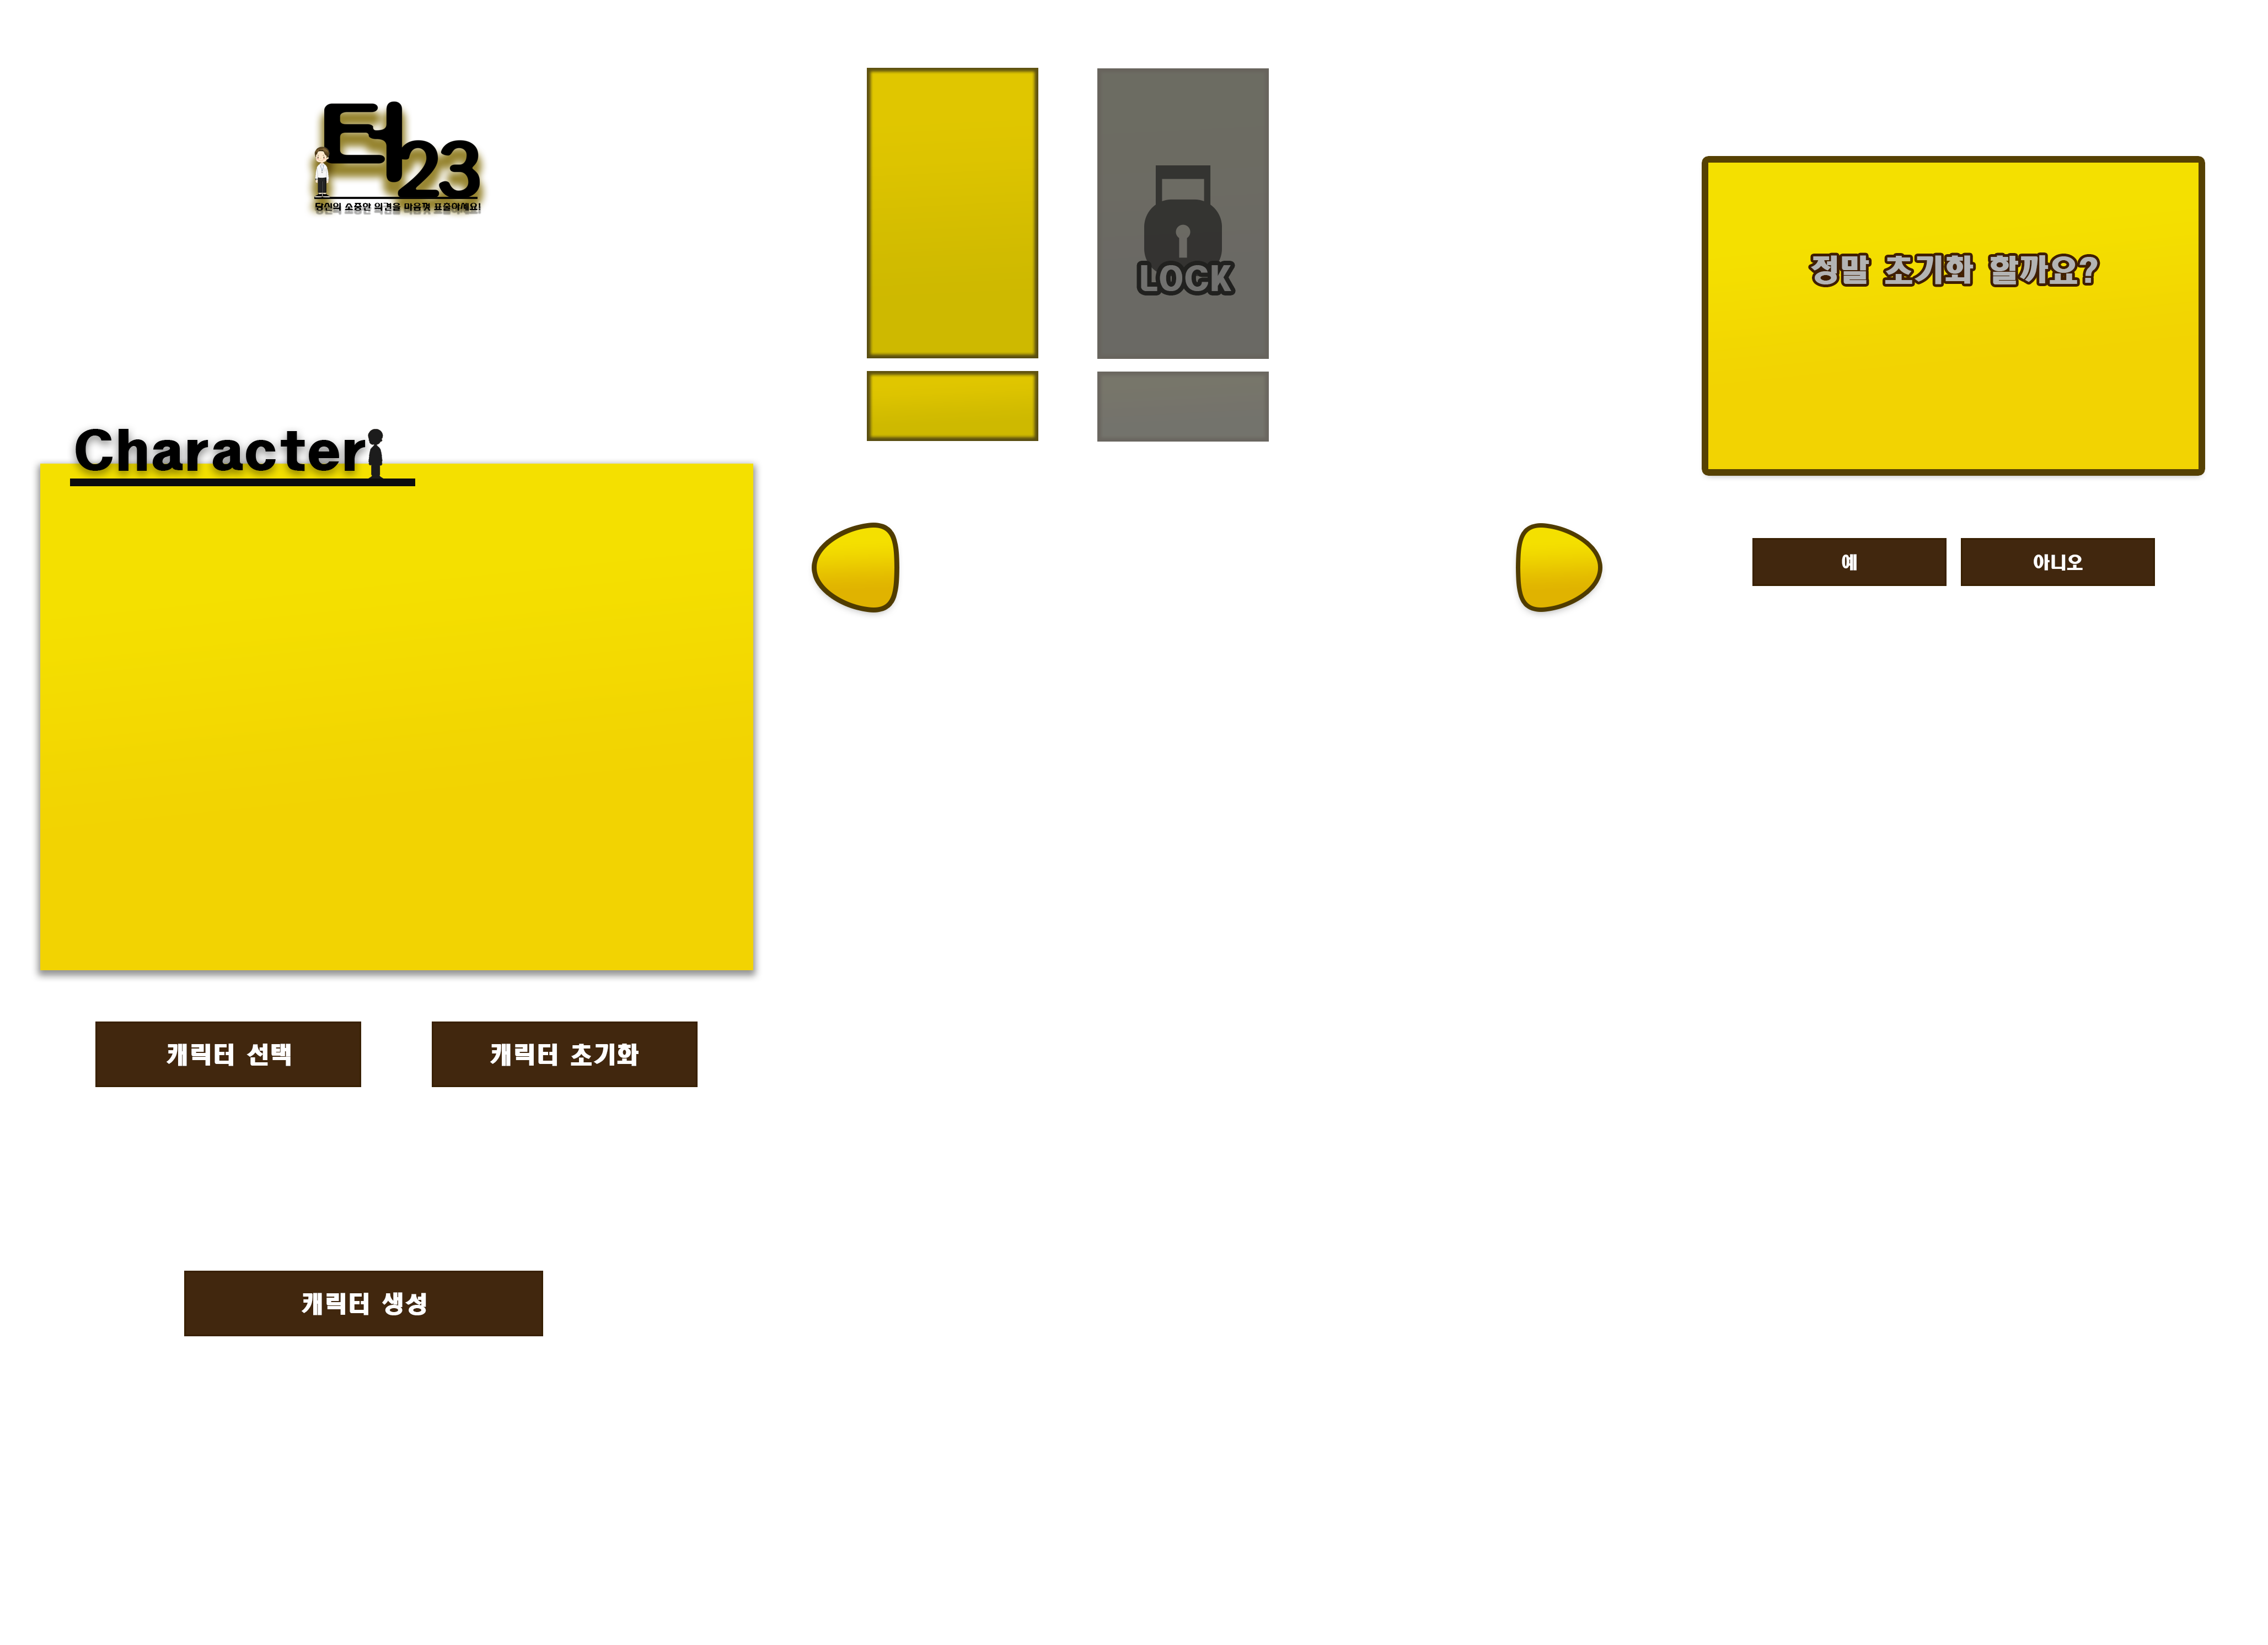 터23
당신의 소중한 의견을 마음껏 표출하세요!
LOCK
정말 초기화 할까요?
Character
예
아니오
캐릭터 선택
캐릭터 초기화
캐릭터 생성